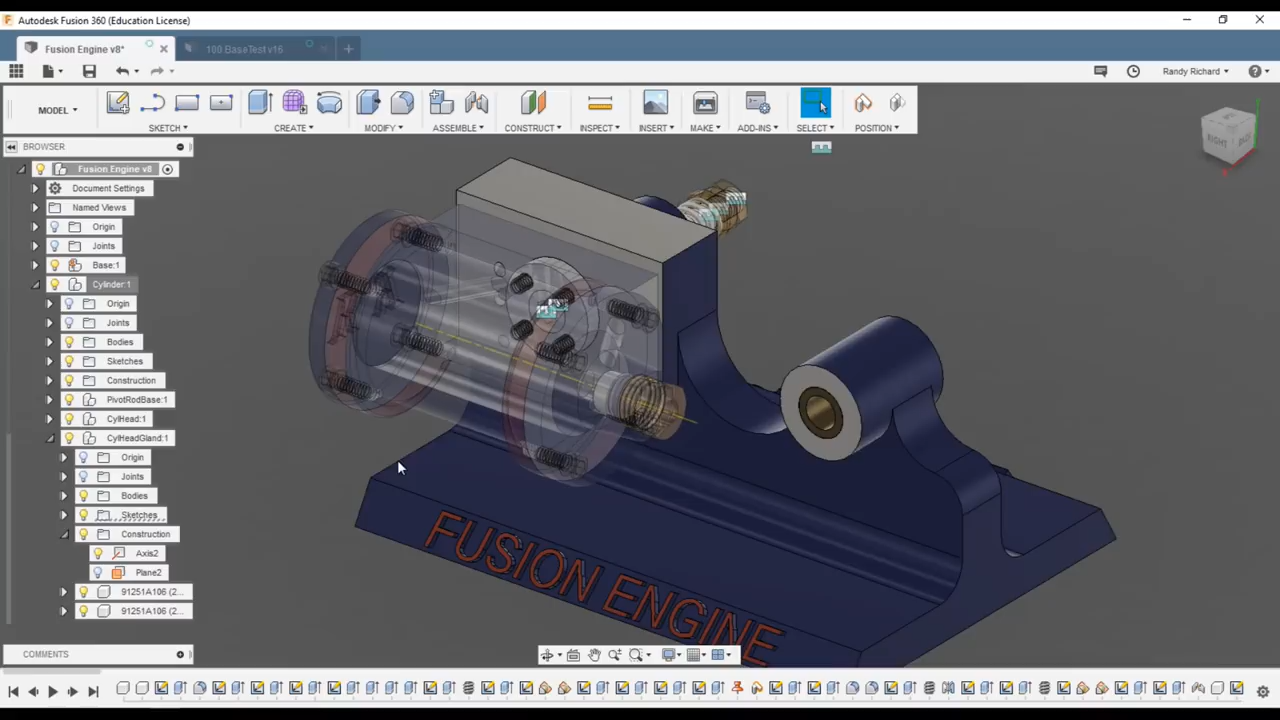 Autodesk Fusion 360 (Education License)
Fusion Engine v8*
100 BaseTest v16
Randy Richard
MODEL
SKETCH
CREATE
MODIFY
ASSEMBLE
CONSTRUCT
INSPECT
INSERT
MAKE
ADD-INS
SELECT
POSITION
BROWSER
Fusion Engine v8
Document Settings
Named Views
Origin
Joints
Base:1
Cylinder:1
Origin
Joints
Bodies
Sketches
Construction
PivotRodBase:1
CylHead:1
CylHeadGland:1
Origin
Joints
Bodies
Sketches
Construction
Axis2
Plane2
91251A106 (2...
91251A106 (2...
RIGHT
FUSION ENGINE
COMMENTS